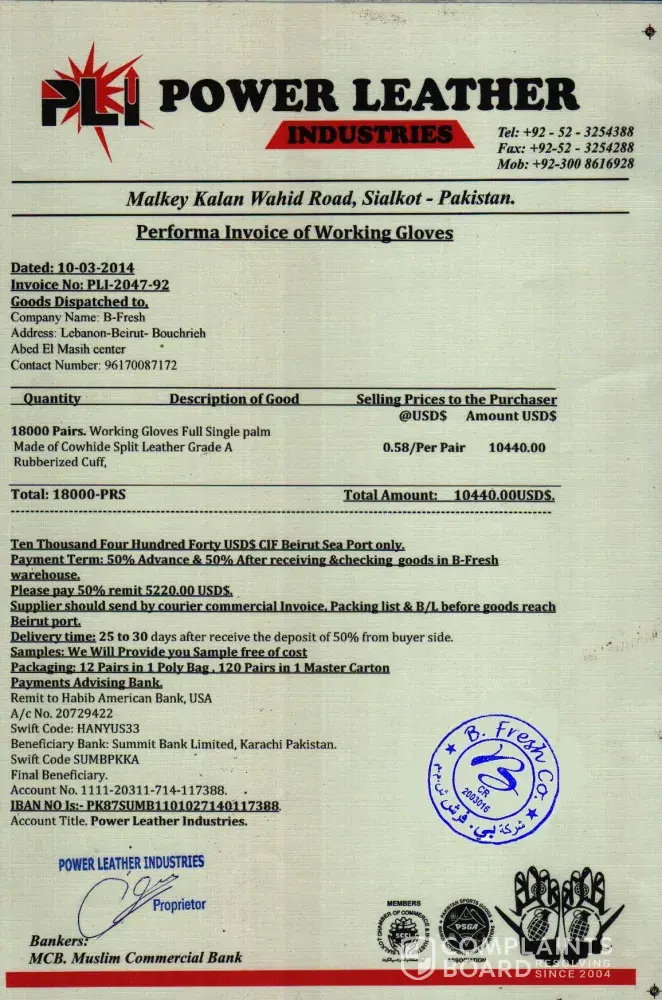 PLI POWER LEATHER
INDUSTRIES
Tel: +92 - 52 - 3254388
Fax: +92-52 - 3254288
Mob: +92-300 8616928
Malkey Kalan Wahid Road, Sialkot - Pakistan.
Performa Invoice of Working Gloves
Dated: 10-03-2014
Invoice No: PLI-2047-92
Goods Dispatched to,
Company Name: B-Fresh
Address: Lebanon-Beirut- Bouchrieh
Abed El Masih center
Contact Number: 96170087172
Quantity Description of Good Selling Prices to the Purchaser
@USD$ Amount USD$
18000 Pairs. Working Gloves Full Single palm
Made of Cowhide Split Leather Grade A 0.58/Per Pair 10440.00
Rubberized Cuff,
Total: 18000-PRS Total Amount: 10440.00USD$.
Ten Thousand Four Hundred Forty USD$ CIF Beirut Sea Port only.
Payment Term: 50% Advance & 50% After receiving &checking goods in B-Fresh
warehouse.
Please pay 50% remit 5220.00 USD$.
Supplier should send by courier commercial Invoice, Packing list & B/L before goods reach
Beirut port.
Delivery time: 25 to 30 days after receive the deposit of 50% from buyer side.
Samples: We Will Provide you Sample free of cost
Packaging: 12 Pairs in 1 Poly Bag , 120 Pairs in 1 Master Carton
Payments Advising Bank.
Remit to Habib American Bank, USA
A/c No. 20729422
Swift Code: HANYUS33
Beneficiary Bank: Summit Bank Limited, Karachi Pakistan.
Swift Code SUMBPKKA
Final Beneficiary.
Account No. 1111-20311-714-117388.
IBAN NO Is:- PK87SUMB1101027140117388.
Account Title. Power Leather Industries.
B. Fresh Co.
CR
2003016
شركة بي. فرش ش.م.م
POWER LEATHER INDUSTRIES
Proprietor
MEMBERS
SCCI
PSGA
ASSOCIATION
Bankers:
MCB. Muslim Commercial Bank
COMPLAINTS
BOARD RESOLVING
SINCE 2004